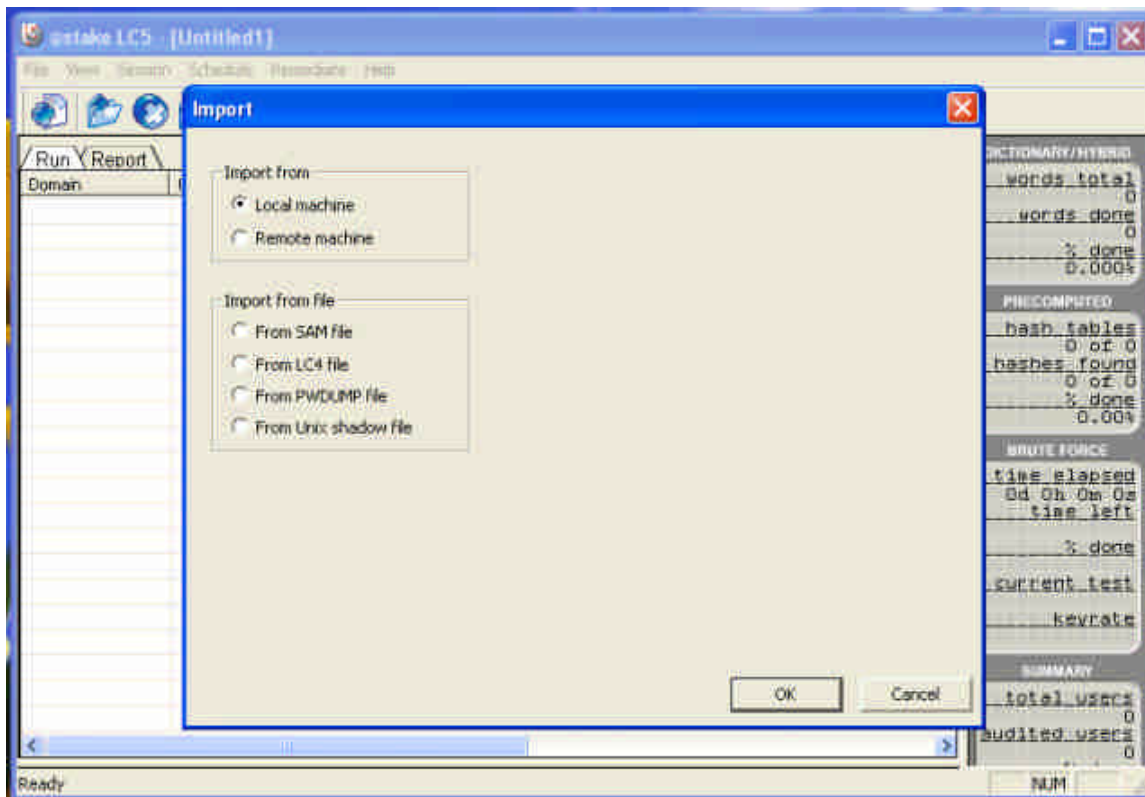 @stake LC5 - [Untitled1]
File View Session Schedule Remediate Help
Import
Run Report
Domain
Import from
Local machine
Remote machine
Import from file
From SAM file
From LC4 file
From PWDUMP file
From Unix shadow file
OK Cancel
DICTIONARY/HYBRID
words total
0
words done
0
% done
0.000%
PRECOMPUTED
hash tables
0 of 0
hashes found
0 of 0
% done
0.00%
BRUTE FORCE
time elapsed
0d 0h 0m 0s
time left
% done
current test
keyrate
SUMMARY
total users
0
audited users
0
Ready NUM